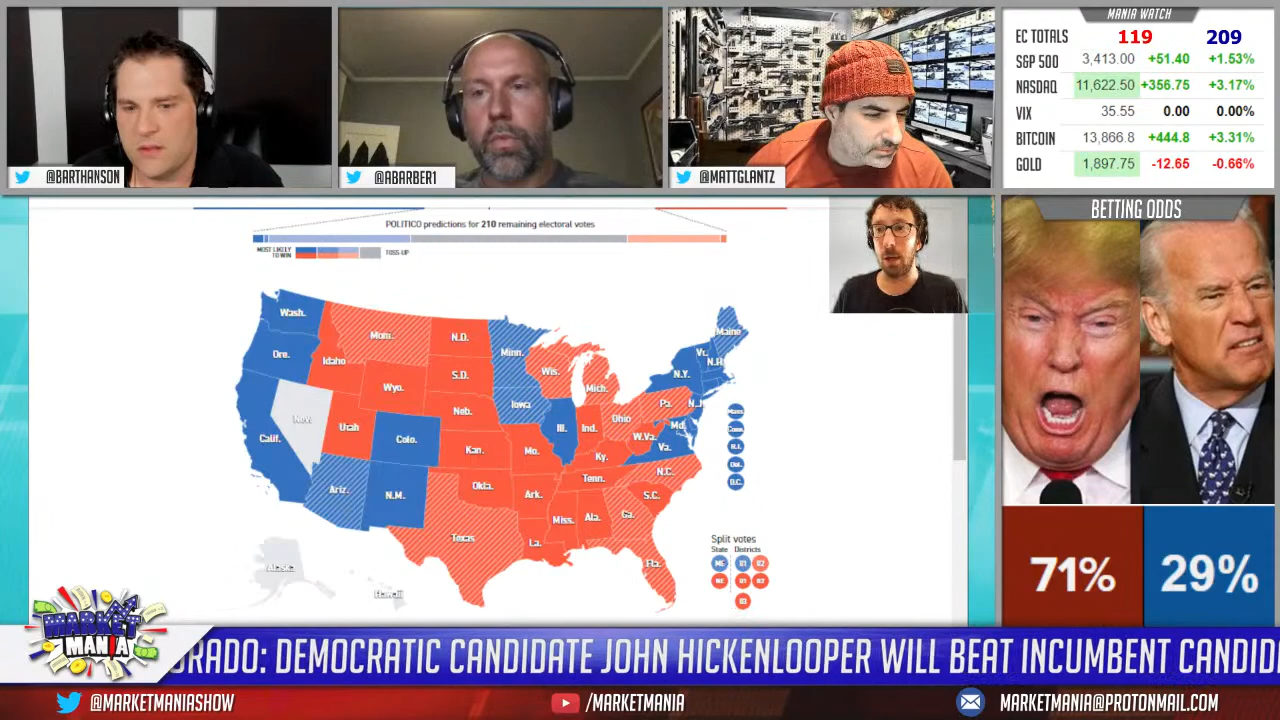 @BARTHANSON
@ABARBER1
@MATTGLANTZ
MANIA WATCH
EC TOTALS 119 209
S&P 500 3,413.00 +51.40 +1.53%
NASDAQ 11,622.50 +356.75 +3.17%
VIX 35.55 0.00 0.00%
BITCOIN 13,866.8 +444.8 +3.31%
GOLD 1,897.75 -12.65 -0.66%
POLITICO predictions for 210 remaining electoral votes
MOST LIKELY
TO WIN
TOSS-UP
Wash.
Ore.
Calif.
Nev.
Idaho
Mont.
Wyo.
Utah
Colo.
Ariz.
N.M.
N.D.
S.D.
Neb.
Kan.
Okla.
Texas
Minn.
Iowa
Mo.
Ark.
La.
Wis.
Ill.
Mich.
Ind.
Ohio
Ky.
Tenn.
Miss.
Ala.
Ga.
Fla.
S.C.
N.C.
Va.
W.Va.
Pa.
Md.
N.J.
N.Y.
Vt.
N.H.
Maine
Mass.
Conn.
R.I.
Del.
D.C.
Alaska
Hawaii
Split votes
State Districts
ME 01 02
NE 01 02
03
BETTING ODDS
71% 29%
MARKET
MANIA
ORADO: DEMOCRATIC CANDIDATE JOHN HICKENLOOPER WILL BEAT INCUMBENT CANDID
@MARKETMANIASHOW
/MARKETMANIA
MARKETMANIA@PROTONMAIL.COM